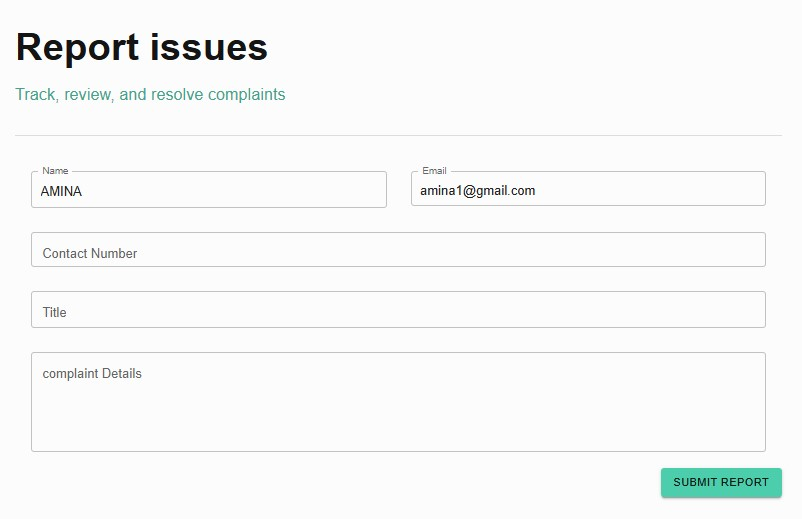 Report issues
Track, review, and resolve complaints
Name
Email
AMINA
amina1@gmail.com
Contact Number
Title
complaint Details
SUBMIT REPORT